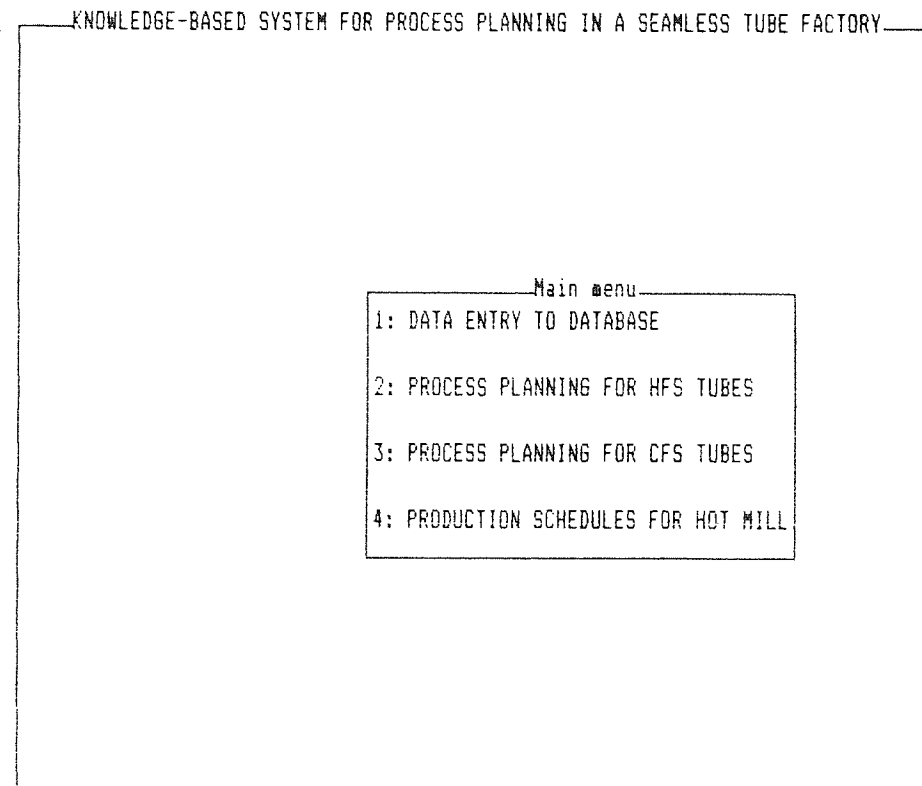 KNOWLEDGE-BASED SYSTEM FOR PROCESS PLANNING IN A SEAMLESS TUBE FACTORY
Main menu
1: DATA ENTRY TO DATABASE
2: PROCESS PLANNING FOR HFS TUBES
3: PROCESS PLANNING FOR CFS TUBES
4: PRODUCTION SCHEDULES FOR HOT MILL